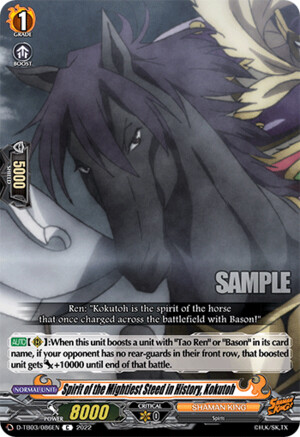 1
GRADE
BOOST
5000
SHIELD
SAMPLE
Ren: "Kokutoh is the spirit of the horse
that once charged across the battlefield with Bason!"
AUTO [(R)]:When this unit boosts a unit with "Tao Ren" or "Bason" in its card
name, if your opponent has no rear-guards in their front row, that boosted
unit gets +10000 until end of that battle.
NORMAL UNIT
Spirit of the Mightiest Steed in History, Kokutoh
POWER 8000
CRITICAL
0
SHAMAN KING
Spirit
D-TB03/086EN C 2022
©H.K/SK,TX